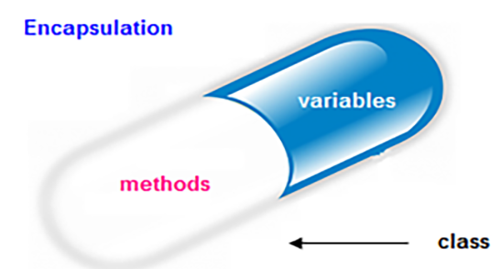 Encapsulation
variables
methods
class